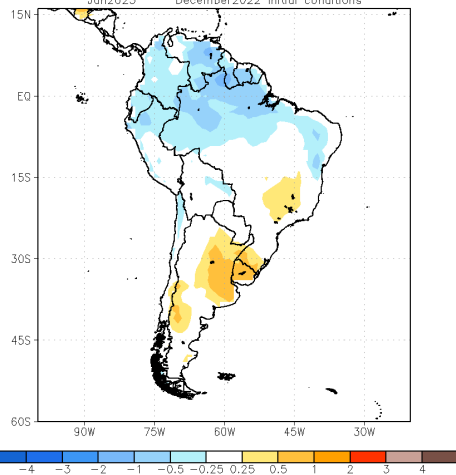 Jan2023 December2022 initial conditions
15N
EQ
15S
30S
45S
60S
90W 75W 60W 45W 30W
-4 -3 -2 -1 -0.5 -0.25 0.25 0.5 1 2 3 4